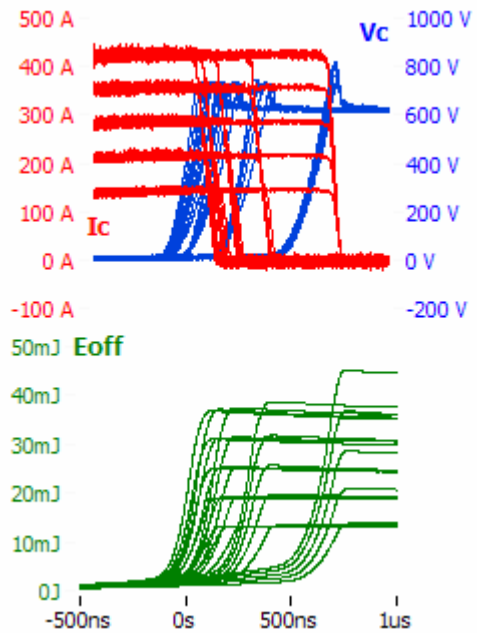 500 A Vc 1000 V
400 A 800 V
300 A 600 V
200 A 400 V
100 A Ic 200 V
0 A 0 V
-100 A -200 V
50mJ Eoff
40mJ
30mJ
20mJ
10mJ
0J
-500ns 0s 500ns 1us